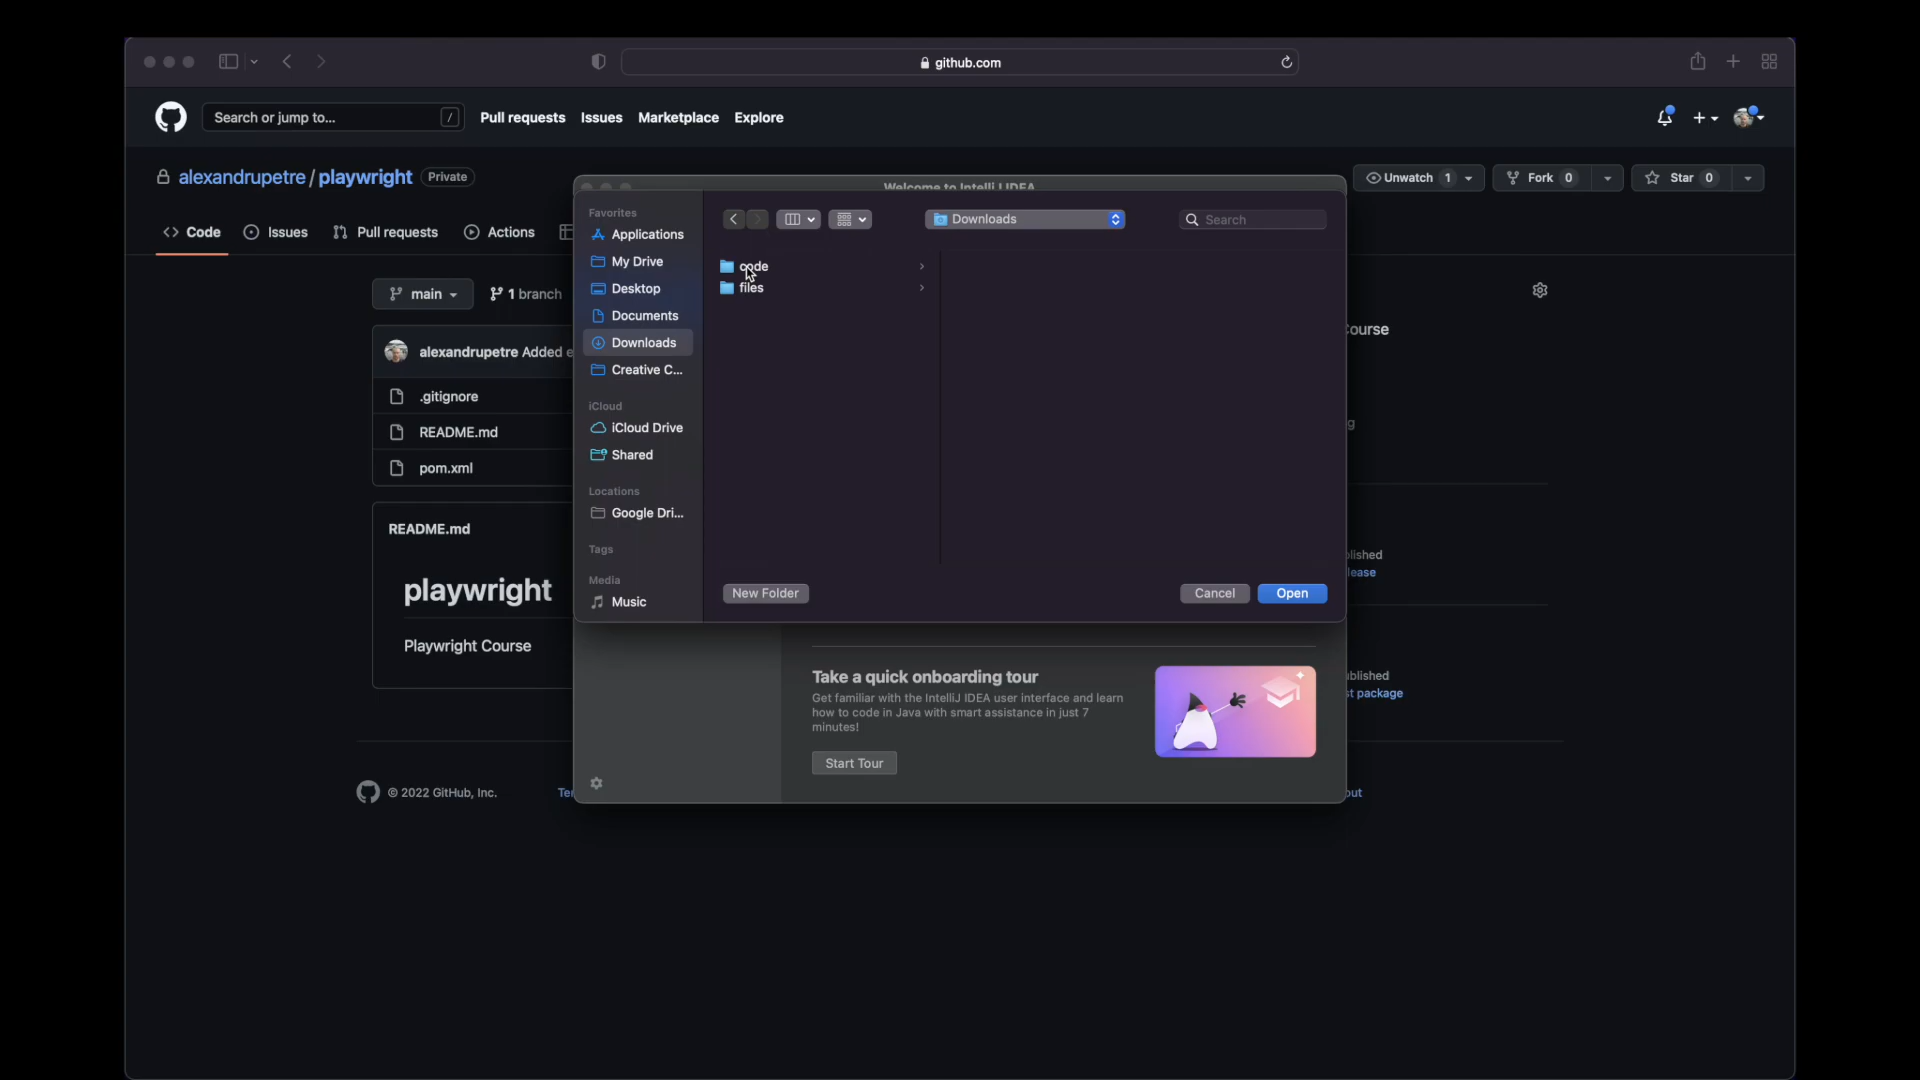 github.com
Search or jump to... /
Pull requests Issues Marketplace Explore
alexandrupetre / playwright Private
Unwatch 1 Fork 0 Star 0
Code Issues Pull requests Actions
main 1 branch
alexandrupetre Added e
.gitignore
README.md
pom.xml
README.md
playwright
Playwright Course
© 2022 GitHub, Inc.
Welcome to IntelliJ IDEA
Favorites
Applications
My Drive
Desktop
Documents
Downloads
Creative C...
iCloud
iCloud Drive
Shared
Locations
Google Dri...
Tags
Media
Music
Downloads
Search
code
files
New Folder Cancel Open
Take a quick onboarding tour
Get familiar with the IntelliJ IDEA user interface and learn
how to code in Java with smart assistance in just 7
minutes!
Start Tour
Course
lished
lease
ublished
st package
out